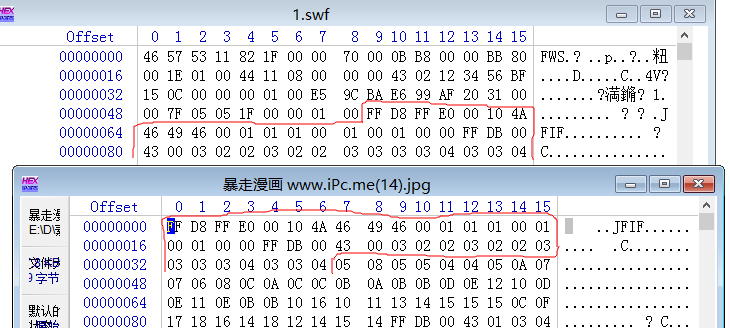 1.swf
Offset 0 1 2 3 4 5 6 7 8 9 10 11 12 13 14 15
00000000 46 57 53 11 82 1F 00 00 70 00 0B B8 00 00 BB 80 FWS.? ..p..?..粈
00000016 00 1E 01 00 44 11 08 00 00 00 43 02 12 34 56 BF ....D.....C..4V?
00000032 15 0C 00 00 00 01 00 E5 9C BA E6 99 AF 20 31 00
00000048 00 7F 05 05 1F 00 00 01 00 FF D8 FF E0 00 10 4A
00000064 46 49 46 00 01 01 01 00 01 00 01 00 00 FF DB 00 FIF.......... ?
00000080 43 00 03 02 02 03 02 02 03 03 03 03 04 03 03 04 C...............
暴走漫画 www.iPc.me(14).jpg
Offset 0 1 2 3 4 5 6 7 8 9 10 11 12 13 14 15
00000000 FF D8 FF E0 00 10 4A 46 49 46 00 01 01 01 00 01 ..JFIF......
00000016 00 01 00 00 FF DB 00 43 00 03 02 02 03 02 02 03
00000032 03 03 03 04 03 03 04 05 08 05 05 04 04 05 0A 07
00000048 07 06 08 0C 0A 0C 0C 0B 0A 0B 0B 0D 0E 12 10 0D
00000064 0E 11 0E 0B 0B 10 16 10 11 13 14 15 15 15 0C 0F
00000080 17 18 16 14 18 12 14 15 14 FF DB 00 43 01 03 04
暴走漫
E:\D\
9 字节
默认的